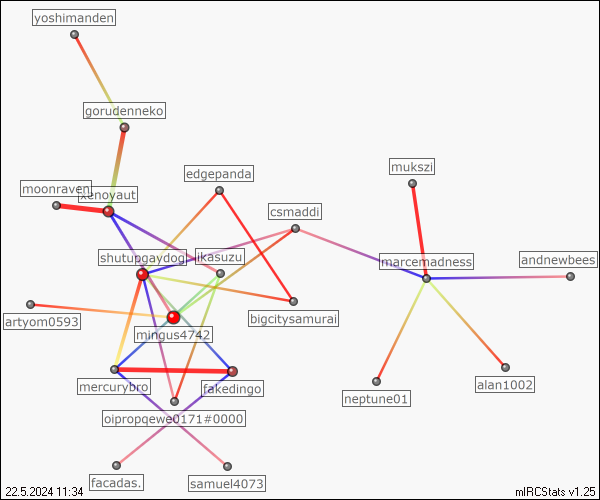 yoshimanden
gorudenneko
mukszi
edgepanda
moonraven
xenoyaut
csmaddi
shutupgaydog
ikasuzu
marcemadness
andnewbees
artyom0593
mingus4742
bigcitysamurai
mercurybro
fakedingo
alan1002
neptune01
oipropqewe0171#0000
facadas.
samuel4073
22.5.2024 11:34
mIRCStats v1.25